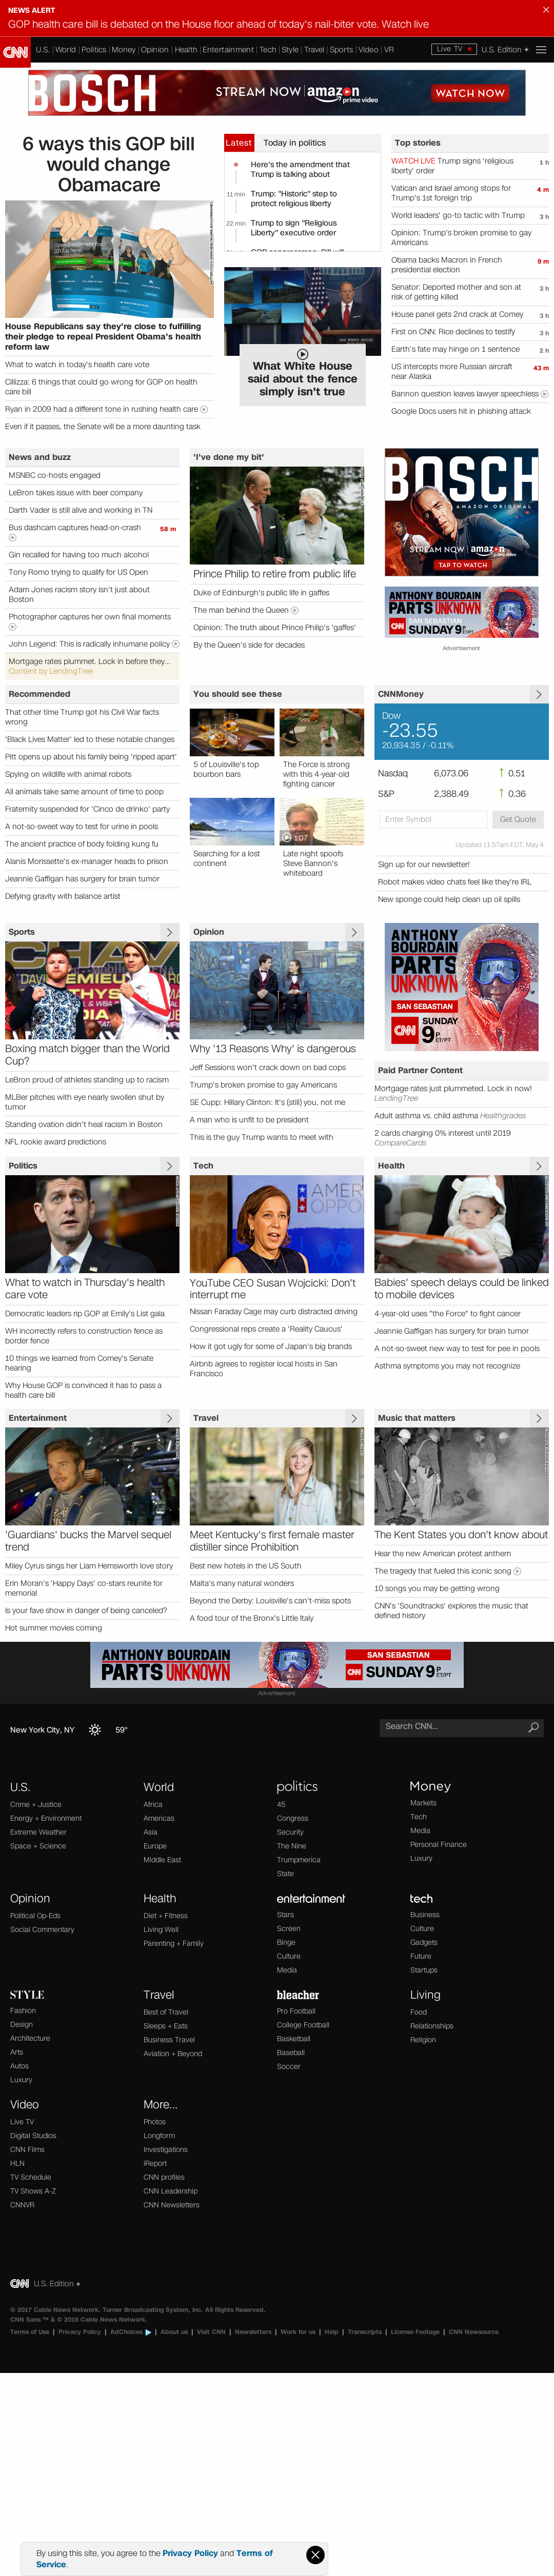 NEWS ALERT
GOP health care bill is debated on the House floor ahead of today's nail-biter vote. Watch live
CNN
U.S. World Politics Money Opinion Health Entertainment Tech Style Travel Sports Video VR
Live TV
U.S. Edition +
BOSCH
STREAM NOW amazon prime video
WATCH NOW
6 ways this GOP bill
would change
Obamacare
House Republicans say they're close to fulfilling
their pledge to repeal President Obama's health
reform law
What to watch in today's health care vote
Cillizza: 6 things that could go wrong for GOP on health
care bill
Ryan in 2009 had a different tone in rushing health care
Even if it passes, the Senate will be a more daunting task
Latest
Today in politics
Here's the amendment that
Trump is talking about
11 min
Trump: "Historic" step to
protect religious liberty
22 min
Trump to sign "Religious
Liberty" executive order
What White House
said about the fence
simply isn't true
Top stories
WATCH LIVE Trump signs 'religious
liberty' order
1 h
Vatican and Israel among stops for
Trump's 1st foreign trip
4 m
World leaders' go-to tactic with Trump
3 h
Opinion: Trump's broken promise to gay
Americans
Obama backs Macron in French
presidential election
9 m
Senator: Deported mother and son at
risk of getting killed
3 h
House panel gets 2nd crack at Comey
3 h
First on CNN: Rice declines to testify
3 h
Earth's fate may hinge on 1 sentence
2 h
US intercepts more Russian aircraft
near Alaska
43 m
Bannon question leaves lawyer speechless
Google Docs users hit in phishing attack
News and buzz
MSNBC co-hosts engaged
LeBron takes issue with beer company
Darth Vader is still alive and working in TN
Bus dashcam captures head-on-crash
58 m
Gin recalled for having too much alcohol
Tony Romo trying to qualify for US Open
Adam Jones racism story isn't just about
Boston
Photographer captures her own final moments
John Legend: This is radically inhumane policy
Mortgage rates plummet. Lock in before they...
Content by LendingTree
'I've done my bit'
Prince Philip to retire from public life
Duke of Edinburgh's public life in gaffes
The man behind the Queen
Opinion: The truth about Prince Philip's 'gaffes'
By the Queen's side for decades
BOSCH
AMAZON ORIGINAL
STREAM NOW amazon prime video
TAP TO WATCH
ANTHONY BOURDAIN
PARTS UNKNOWN
SAN SEBASTIAN
CNN SUNDAY 9 P ET/PT
Advertisement
Recommended
That other time Trump got his Civil War facts
wrong
'Black Lives Matter' led to these notable changes
Pitt opens up about his family being 'ripped apart'
Spying on wildlife with animal robots
All animals take same amount of time to poop
Fraternity suspended for 'Cinco de drinko' party
A not-so-sweet way to test for urine in pools
The ancient practice of body folding kung fu
Alanis Morissette's ex-manager heads to prison
Jeannie Gaffigan has surgery for brain tumor
Defying gravity with balance artist
You should see these
5 of Louisville's top
bourbon bars
The Force is strong
with this 4-year-old
fighting cancer
1:07
Searching for a lost
continent
Late night spoofs
Steve Bannon's
whiteboard
CNNMoney
Dow
-23.55
20,934.35 / -0.11%
Nasdaq 6,073.06 ↑ 0.51
S&P 2,388.49 ↑ 0.36
Enter Symbol
Get Quote
Updated 11:57am EDT, May 4
Sign up for our newsletter!
Robot makes video chats feel like they're IRL
New sponge could help clean up oil spills
Sports
Boxing match bigger than the World
Cup?
LeBron proud of athletes standing up to racism
MLBer pitches with eye nearly swollen shut by
tumor
Standing ovation didn't heal racism in Boston
NFL rookie award predictions
Opinion
Why '13 Reasons Why' is dangerous
Jeff Sessions won't crack down on bad cops
Trump's broken promise to gay Americans
SE Cupp: Hillary Clinton: It's (still) you, not me
A man who is unfit to be president
This is the guy Trump wants to meet with
ANTHONY
BOURDAIN
PARTS
UNKNOWN
SAN SEBASTIAN
CNN
SUNDAY
9 P ET/PT
Paid Partner Content
Mortgage rates just plummeted. Lock in now!
LendingTree
Adult asthma vs. child asthma Healthgrades
2 cards charging 0% interest until 2019
CompareCards
Politics
What to watch in Thursday's health
care vote
Democratic leaders rip GOP at Emily's List gala
WH incorrectly refers to construction fence as
border fence
10 things we learned from Comey's Senate
hearing
Why House GOP is convinced it has to pass a
health care bill
Tech
YouTube CEO Susan Wojcicki: Don't
interrupt me
Nissan Faraday Cage may curb distracted driving
Congressional reps create a 'Reality Caucus'
How it got ugly for some of Japan's big brands
Airbnb agrees to register local hosts in San
Francisco
Health
Babies' speech delays could be linked
to mobile devices
4-year-old uses "the Force" to fight cancer
Jeannie Gaffigan has surgery for brain tumor
A not-so-sweet new way to test for pee in pools
Asthma symptoms you may not recognize
Entertainment
'Guardians' bucks the Marvel sequel
trend
Miley Cyrus sings her Liam Hemsworth love story
Erin Moran's 'Happy Days' co-stars reunite for
memorial
Is your fave show in danger of being canceled?
Hot summer movies coming
Travel
Meet Kentucky's first female master
distiller since Prohibition
Best new hotels in the US South
Malta's many natural wonders
Beyond the Derby: Louisville's can't-miss spots
A food tour of the Bronx's Little Italy
Music that matters
The Kent States you don't know about
Hear the new American protest anthem
The tragedy that fueled this iconic song
10 songs you may be getting wrong
CNN's 'Soundtracks' explores the music that
defined history
ANTHONY BOURDAIN
PARTS UNKNOWN
SAN SEBASTIAN
CNN SUNDAY 9 P ET/PT
Advertisement
New York City, NY 59°
Search CNN...
U.S.
Crime + Justice
Energy + Environment
Extreme Weather
Space + Science
World
Africa
Americas
Asia
Europe
Middle East
politics
45
Congress
Security
The Nine
Trumpmerica
State
Money
Markets
Tech
Media
Personal Finance
Luxury
Opinion
Political Op-Eds
Social Commentary
Health
Diet + Fitness
Living Well
Parenting + Family
entertainment
Stars
Screen
Binge
Culture
Media
tech
Business
Culture
Gadgets
Future
Startups
STYLE
Fashion
Design
Architecture
Arts
Autos
Luxury
Travel
Best of Travel
Sleeps + Eats
Business Travel
Aviation + Beyond
bleacher
Pro Football
College Football
Basketball
Baseball
Soccer
Living
Food
Relationships
Religion
Video
Live TV
Digital Studios
CNN Films
HLN
TV Schedule
TV Shows A-Z
CNNVR
More...
Photos
Longform
Investigations
iReport
CNN profiles
CNN Leadership
CNN Newsletters
CNN U.S. Edition +
© 2017 Cable News Network. Turner Broadcasting System, Inc. All Rights Reserved.
CNN Sans ™ & © 2016 Cable News Network.
Terms of Use | Privacy Policy | AdChoices | About us | Visit CNN | Newsletters | Work for us | Help | Transcripts | License Footage | CNN Newsource
By using this site, you agree to the Privacy Policy and Terms of
Service.